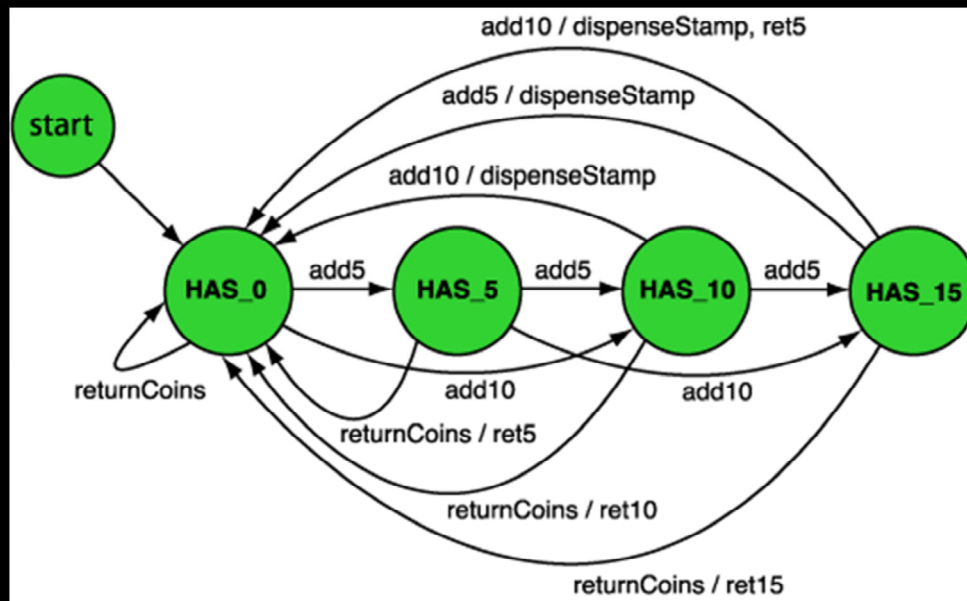 add10 / dispenseStamp, ret5
add5 / dispenseStamp
start
add10 / dispenseStamp
add5
add5
add5
HAS_0
HAS_5
HAS_10
HAS_15
returnCoins
add10
add10
returnCoins / ret5
returnCoins / ret10
returnCoins / ret15